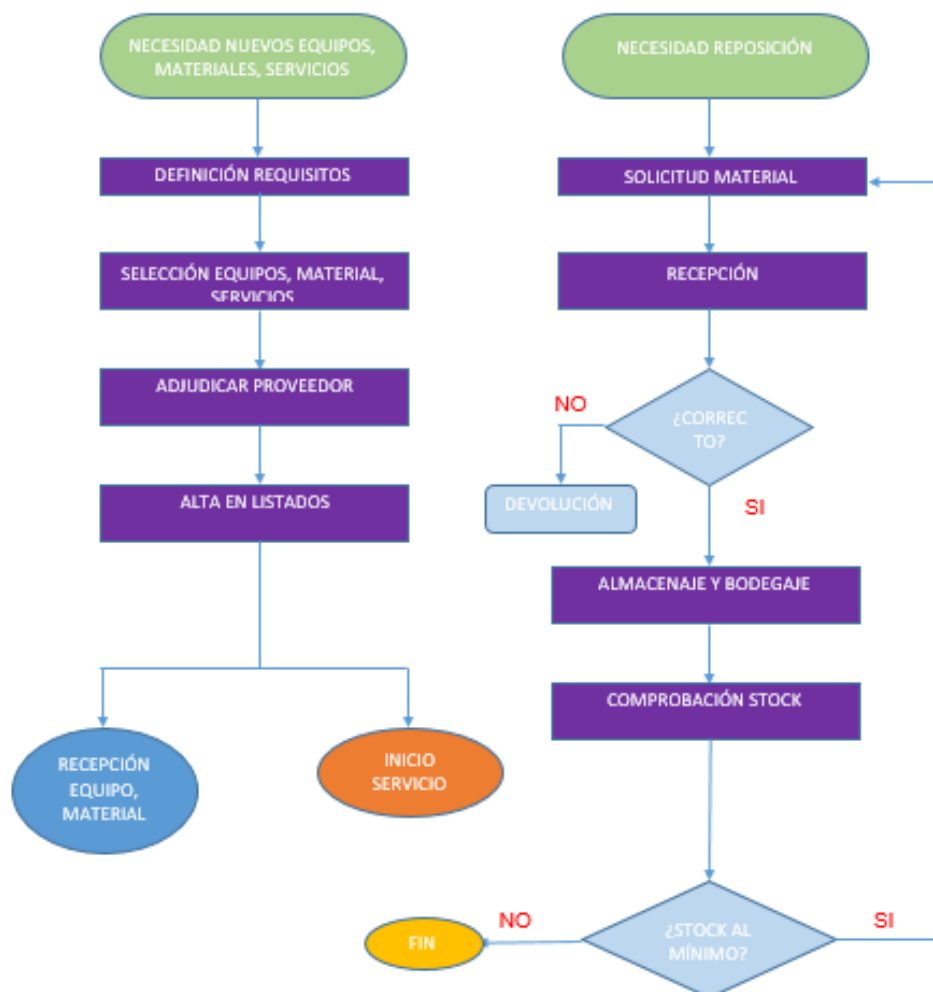 NECESIDAD NUEVOS EQUIPOS,
MATERIALES, SERVICIOS
DEFINICIÓN REQUISITOS
SELECCIÓN EQUIPOS, MATERIAL,
SERVICIOS
ADJUDICAR PROVEEDOR
ALTA EN LISTADOS
RECEPCIÓN
EQUIPO,
MATERIAL
INICIO
SERVICIO
NECESIDAD REPOSICIÓN
SOLICITUD MATERIAL
RECEPCIÓN
¿CORREC
TO?
NO
DEVOLUCIÓN
SI
ALMACENAJE Y BODEGAJE
COMPROBACIÓN STOCK
¿STOCK AL
MÍNIMO?
NO
FIN
SI